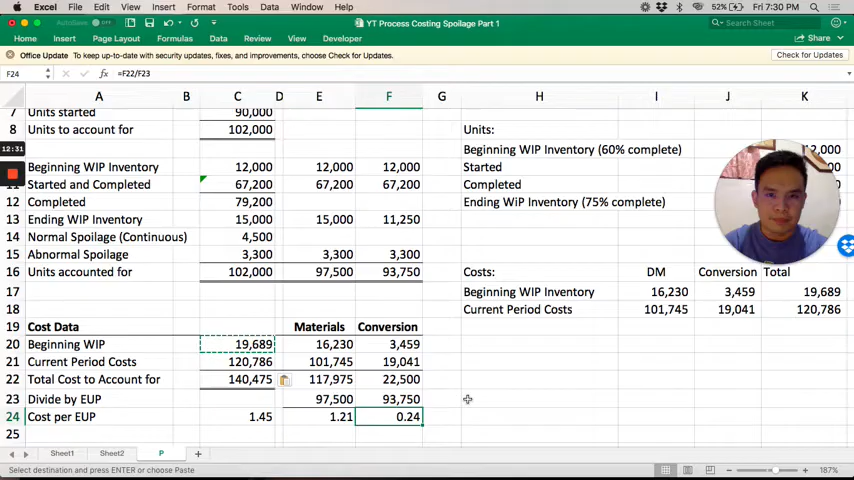 Excel File Edit View Insert Format Tools Data Window Help 52% Fri 7:30 PM
AutoSave OFF YT Process Costing Spoilage Part 1 Search Sheet
Home Insert Page Layout Formulas Data Review View Developer Share
Office Update To keep up-to-date with security updates, fixes, and improvements, choose Check for Updates. Check for Updates
F24 fx =F22/F23
A B C D E F G H I J K
7 Units started 90,000
8 Units to account for 102,000 Units:
12:31 Beginning WIP Inventory (60% complete) 12,000
Beginning WIP Inventory 12,000 12,000 12,000 Started
11 Started and Completed 67,200 67,200 67,200 Completed
12 Completed 79,200 Ending WiP Inventory (75% complete)
13 Ending WIP Inventory 15,000 15,000 11,250
14 Normal Spoilage (Continuous) 4,500
15 Abnormal Spoilage 3,300 3,300 3,300
16 Units accounted for 102,000 97,500 93,750 Costs: DM Conversion Total
17 Beginning WIP Inventory 16,230 3,459 19,689
18 Current Period Costs 101,745 19,041 120,786
19 Cost Data Materials Conversion
20 Beginning WIP 19,689 16,230 3,459
21 Current Period Costs 120,786 101,745 19,041
22 Total Cost to Account for 140,475 117,975 22,500
23 Divide by EUP 97,500 93,750
24 Cost per EUP 1.45 1.21 0.24
25
Sheet1 Sheet2 P
Select destination and press ENTER or choose Paste 187%